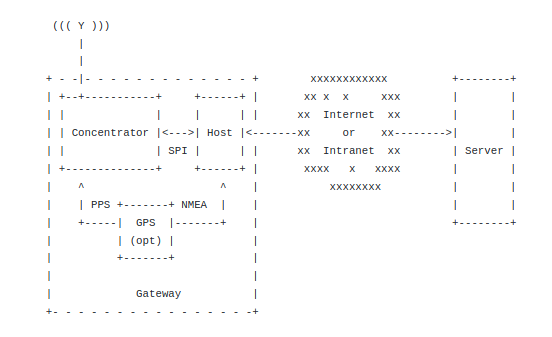 ((( Y )))
|
|
+ - -|- - - - - - - - - - - - - +        xxxxxxxxxxxx          +--------+
| +--+-----------+     +------+ |       xx x  x     xxx        |        |
| |              |     |      | |      xx  Internet  xx        |        |
| | Concentrator |<--->| Host |<-------xx     or    xx-------->|        |
| |              | SPI |      | |      xx  Intranet  xx        | Server |
| +--------------+     +------+ |       xxxx   x   xxxx        |        |
|    ^                     ^    |           xxxxxxxx           |        |
|    | PPS +-------+ NMEA  |    |                              |        |
|    +-----|  GPS  |-------+    |                              +--------+
|          | (opt) |            |
|          +-------+            |
|                               |
|             Gateway           |
+- - - - - - - - - - - - - - - -+